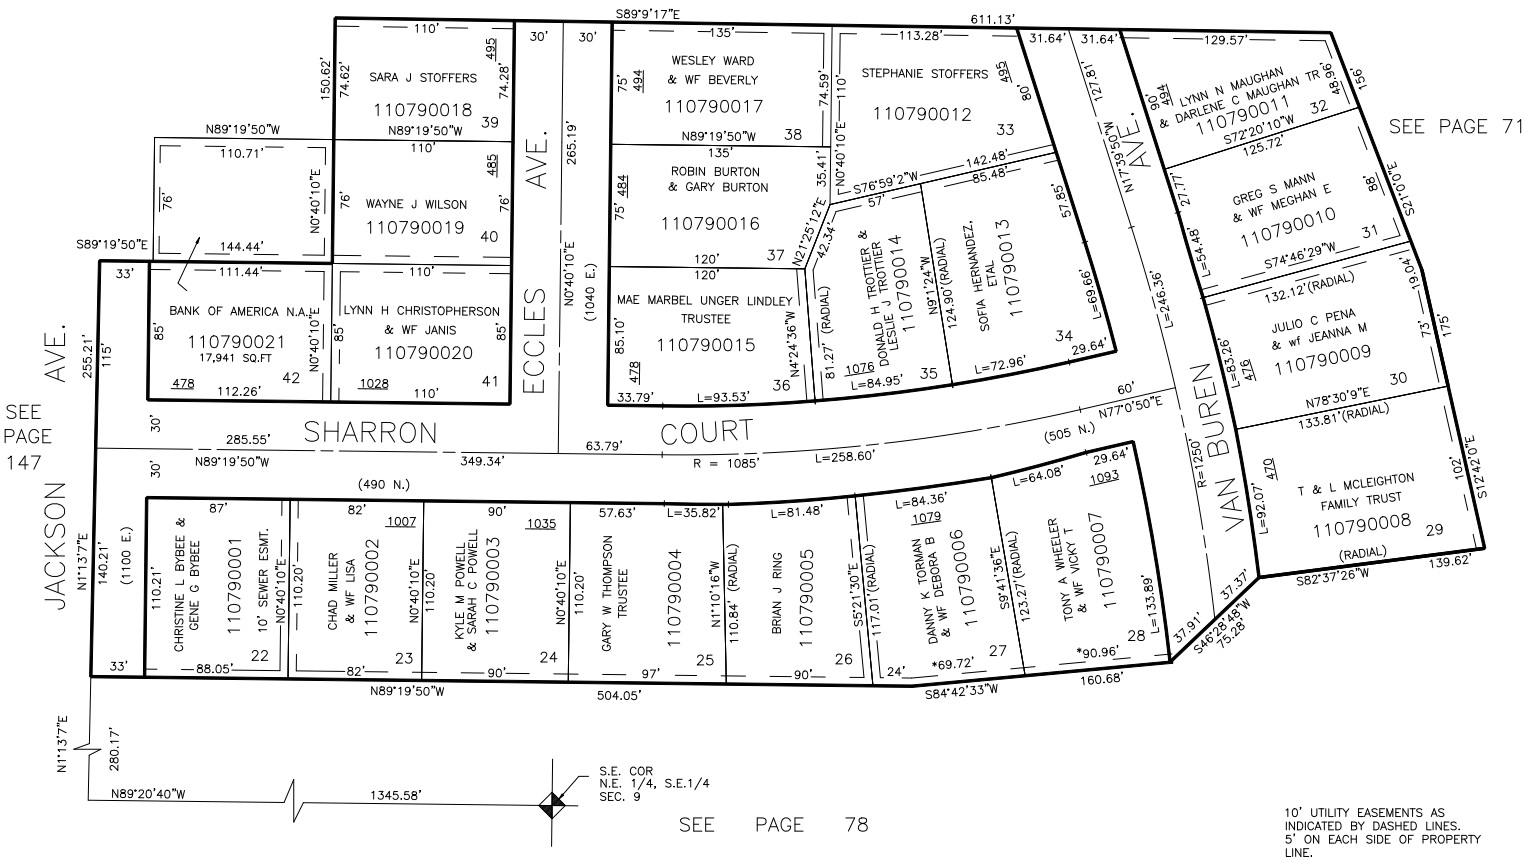 S89°9'17"E
611.13'
110'
495
150.62'
74.62'
74.28'
SARA J STOFFERS
110790018
39
N89°19'50"W
N89°19'50"W
110.71'
76'
N0°40'10"E
144.44'
S89°19'50"E
110'
485
76'
76'
WAYNE J WILSON
110790019
40
30'
30'
ECCLES AVE.
265.19'
N0°40'10"E
(1040 E.)
135'
75'
494
74.59'
WESLEY WARD
& WF BEVERLY
110790017
38
N89°19'50"W
135'
ROBIN BURTON
& GARY BURTON
110790016
75'
484
37
35.41'
N0°40'10"E
110'
120'
120'
N21°25'12"E
42.34'
113.28'
STEPHANIE STOFFERS
110790012
495
80'
33
S76°59'2"W
142.48'
57'
85.48'
31.64'
31.64'
127.81'
N17°39'50"W
AVE.
129.57'
LYNN N MAUGHAN
& DARLENE C MAUGHAN TR
110790011
90'
494
48.96'
156'
32
S72°20'10"W
125.72'
SEE PAGE 71
GREG S MANN
& WF MEGHAN E
110790010
27.77'
L=54.48'
88'
S21°0'0"E
31
S74°46'29"W
132.12'(RADIAL)
19.04'
JULIO C PENA
& wf JEANNA M
110790009
L=83.26'
476
73'
175'
30
N78°30'9"E
133.81'(RADIAL)
T & L MCLEIGHTON
FAMILY TRUST
110790008
L=92.07'
470
102'
S12°42'0"E
29
(RADIAL)
S82°37'26"W
139.62'
33'
111.44'
BANK OF AMERICA N.A.
110790021
17,941 SQ.FT
85'
478
112.26'
42
N0°40'10"E
110'
LYNN H CHRISTOPHERSON
& WF JANIS
110790020
85'
85'
1028
110'
41
MAE MARBEL UNGER LINDLEY
TRUSTEE
110790015
85.10'
478
36
33.79'
L=93.53'
N4°24'36"W
81.27' (RADIAL)
DONALD H TROTTIER &
LESLIE J TROTTIER
110790014
1076
L=84.95'
35
N9°1'24"W
124.90'(RADIAL)
SOFIA HERNANDEZ,
ETAL
110790013
57.85'
L=69.66'
34
L=72.96'
29.64'
L=246.36'
60'
N77°0'50"E
R=1250'
VAN BUREN
JACKSON AVE.
SEE
PAGE
147
255.21'
115'
30'
30'
SHARRON COURT
285.55'
N89°19'50"W
349.34'
63.79'
R = 1085'
L=258.60'
(505 N.)
(490 N.)
N1°13'7"E
140.21'
(1100 E.)
33'
87'
CHRISTINE L BYBEE &
GENE G BYBEE
110790001
10' SEWER ESMT.
110.21'
N0°40'10"E
88.05'
22
82'
1007
CHAD MILLER
& WF LISA
110790002
110.20'
N0°40'10"E
82'
23
90'
1035
KYLE M POWELL
& SARAH C POWELL
110790003
110.20'
N0°40'10"E
90'
24
57.63'
L=35.82'
GARY W THOMPSON
TRUSTEE
110790004
110.20'
N1°10'16"W
97'
25
L=81.48'
110.84' (RADIAL)
BRIAN J RING
110790005
S5°21'30"E
90'
26
L=84.36'
1079
117.01'(RADIAL)
DANNY K TORMAN
& WF DEBORA B
110790006
S9°41'36"E
24'
*69.72'
27
L=64.08'
29.64'
1093
123.27'(RADIAL)
TONY A WHEELER
& WF VICKY T
110790007
L=133.89'
*90.96'
28
37.91'
37.37'
S46°28'48"W
75.28'
N89°19'50"W
504.05'
S84°42'33"W
160.68'
N1°13'7"E
280.17'
N89°20'40"W
1345.58'
S.E. COR
N.E. 1/4, S.E.1/4
SEC. 9
SEE PAGE 78
10' UTILITY EASEMENTS AS
INDICATED BY DASHED LINES.
5' ON EACH SIDE OF PROPERTY
LINE.